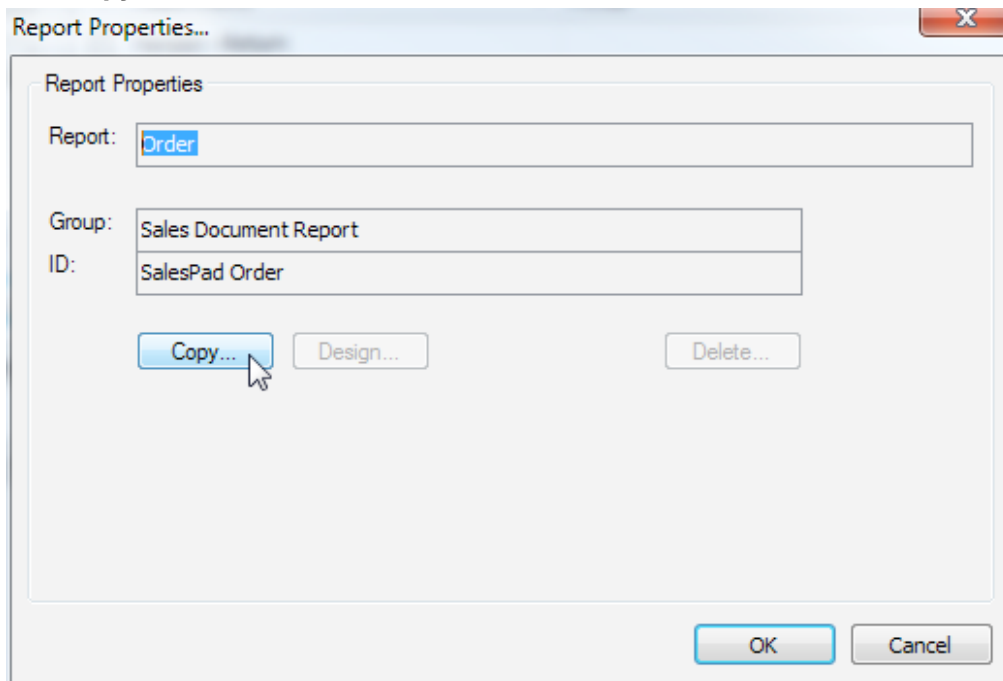 Report Properties...
Report Properties
Report: Order
Group: Sales Document Report
ID: SalesPad Order
Copy... Design... Delete...
OK Cancel